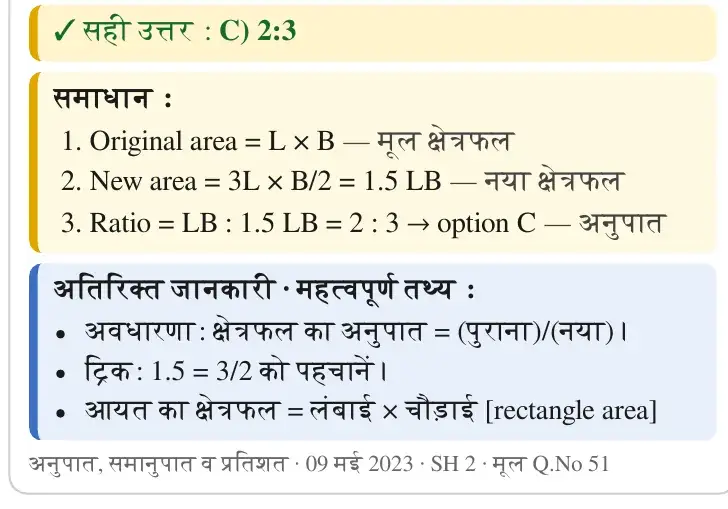 ✓ सही उत्तर : C) 2:3
समाधान :
1. Original area = L × B — मूल क्षेत्रफल
2. New area = 3L × B/2 = 1.5 LB — नया क्षेत्रफल
3. Ratio = LB : 1.5 LB = 2 : 3 → option C — अनुपात
अतिरिक्त जानकारी · महत्वपूर्ण तथ्य :
• अवधारणा : क्षेत्रफल का अनुपात = (पुराना)/(नया) ।
• ट्रिक : 1.5 = 3/2 को पहचानें ।
• आयत का क्षेत्रफल = लंबाई × चौड़ाई [rectangle area]
अनुपात, समानुपात व प्रतिशत · 09 मई 2023 · SH 2 · मूल Q.No 51